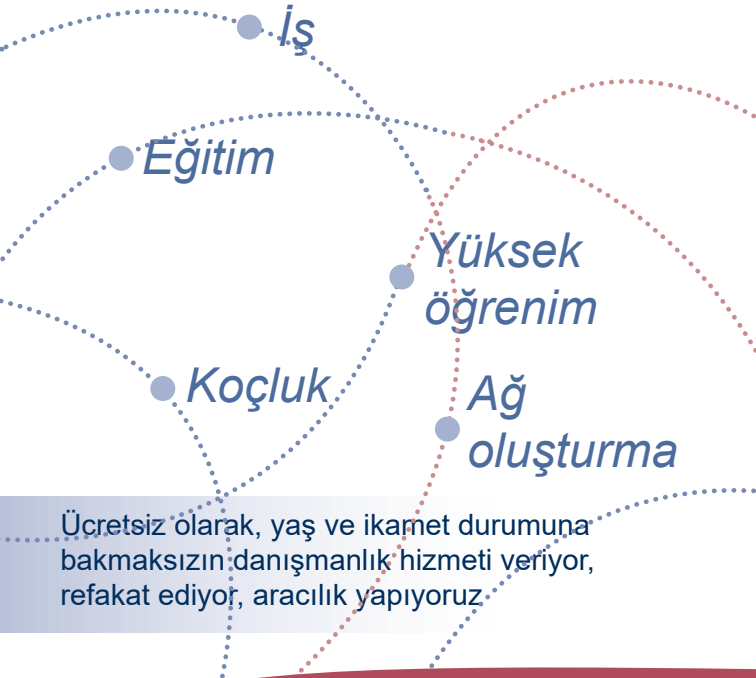 İş
Eğitim
Yüksek
öğrenim
Koçluk
Ağ
oluşturma
Ücretsiz olarak, yaş ve ikamet durumuna
bakmaksızın danışmanlık hizmeti veriyor,
refakat ediyor, aracılık yapıyoruz